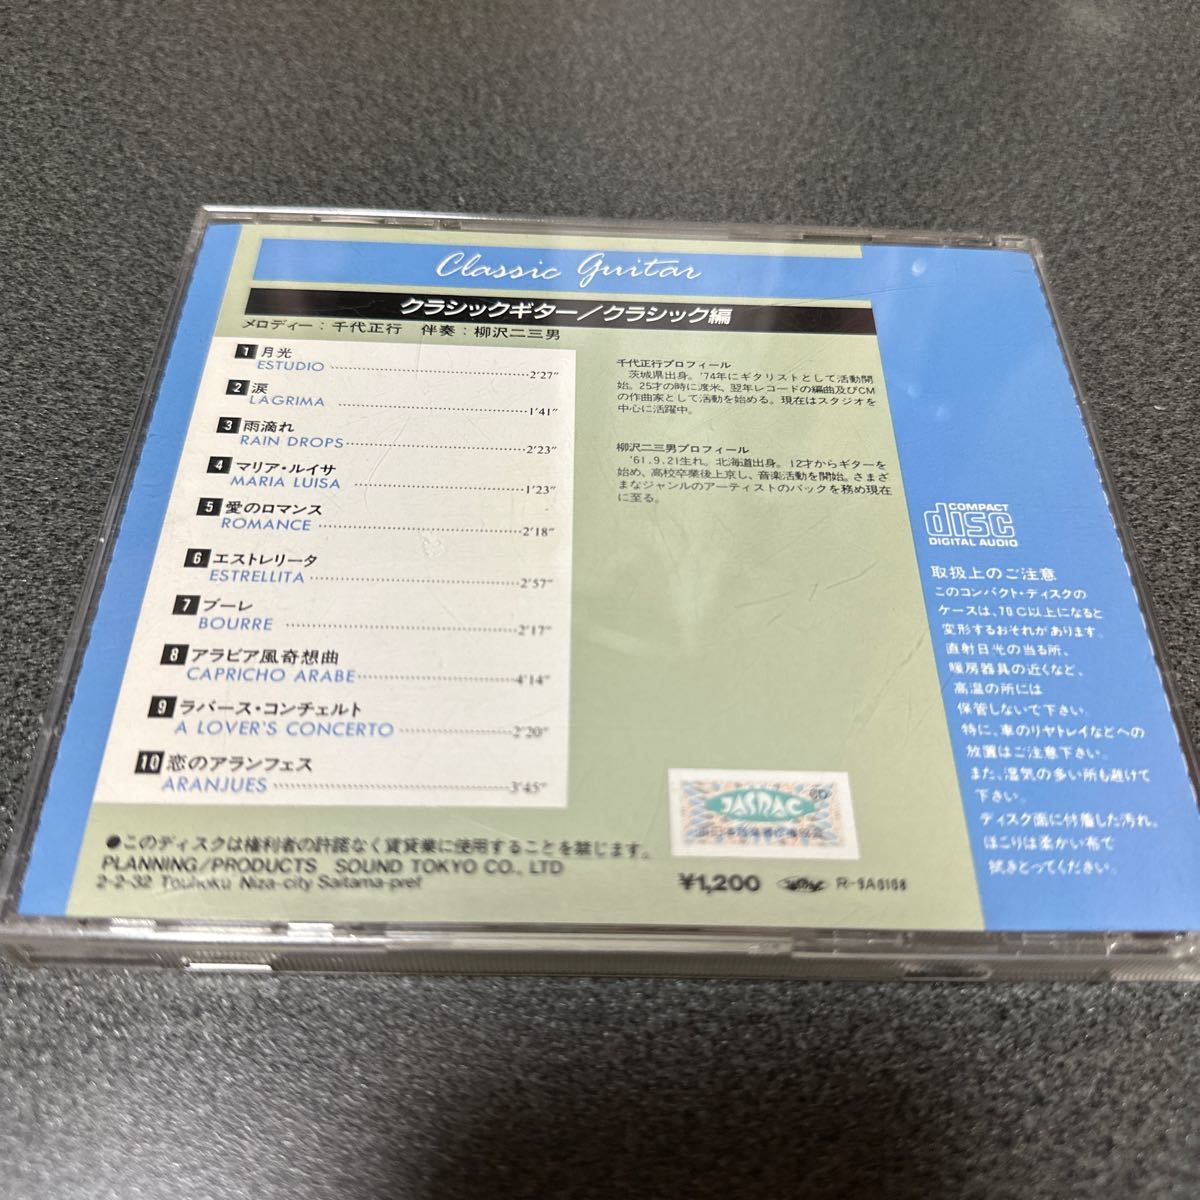 Classic Guitar
クラシックギター/クラシック編
メロディー:千代正行 伴奏:柳沢二三男
1 月光
ESTUDIO 2'27"
2 涙
LAGRIMA 1'41"
3 雨滴れ
RAIN DROPS 2'23"
4 マリア・ルイサ
MARIA LUISA 1'23"
5 愛のロマンス
ROMANCE 2'18"
6 エストレリータ
ESTRELLITA 2'57"
7 ブーレ
BOURRE 2'17"
8 アラビア風奇想曲
CAPRICHO ARABE 4'14"
9 ラバース・コンチェルト
A LOVER'S CONCERTO 2'20"
10 恋のアランフェス
ARANJUES 3'45"
千代正行プロフィール
茨城県出身。'74年にギタリストとして活動開
始。25才の時に渡米、翌年レコードの編曲及びCM
の作曲家として活動を始める。現在はスタジオを
中心に活躍中。
柳沢二三男プロフィール
'61.9.21生れ。北海道出身。12才からギターを
始め、高校卒業後上京し、音楽活動を開始。さまざ
まなジャンルのアーティストのバックを務め現在
に至る。
COMPACT
disc
DIGITAL AUDIO
取扱上のご注意
このコンパクト・ディスクの
ケースは、70℃以上になると
変形するおそれがあります。
直射日光の当る所、
暖房器具の近くなど、
高温の所には
保管しないで下さい。
特に、車のリヤトレイなどへの
放置はご注意下さい。
また、湿気の多い所も避けて
下さい。
ディスク面に付着した汚れ、
ほこりは柔かい布で
拭きとってください。
JASRAC
●このディスクは権利者の許諾なく賃貸業に使用することを禁じます。
PLANNING/PRODUCTS SOUND TOKYO CO., LTD
2-2-32 Touhoku Niza-city Saitama-pref
¥1,200 JASRAC R-9A0108